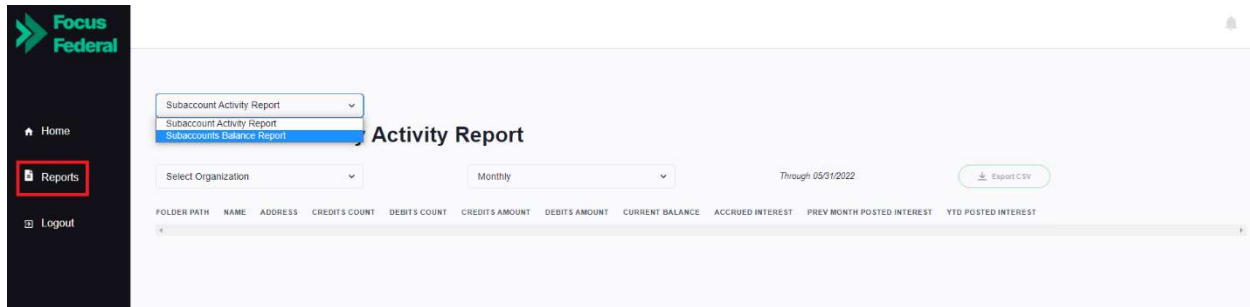 Focus
Federal
Subaccount Activity Report
Subaccount Activity Report
Subaccounts Balance Report
Activity Report
Home
Reports
Logout
Select Organization Monthly Through 05/31/2022 Export CSV
FOLDER PATH NAME ADDRESS CREDITS COUNT DEBITS COUNT CREDITS AMOUNT DEBITS AMOUNT CURRENT BALANCE ACCRUED INTEREST PREV MONTH POSTED INTEREST YTD POSTED INTEREST